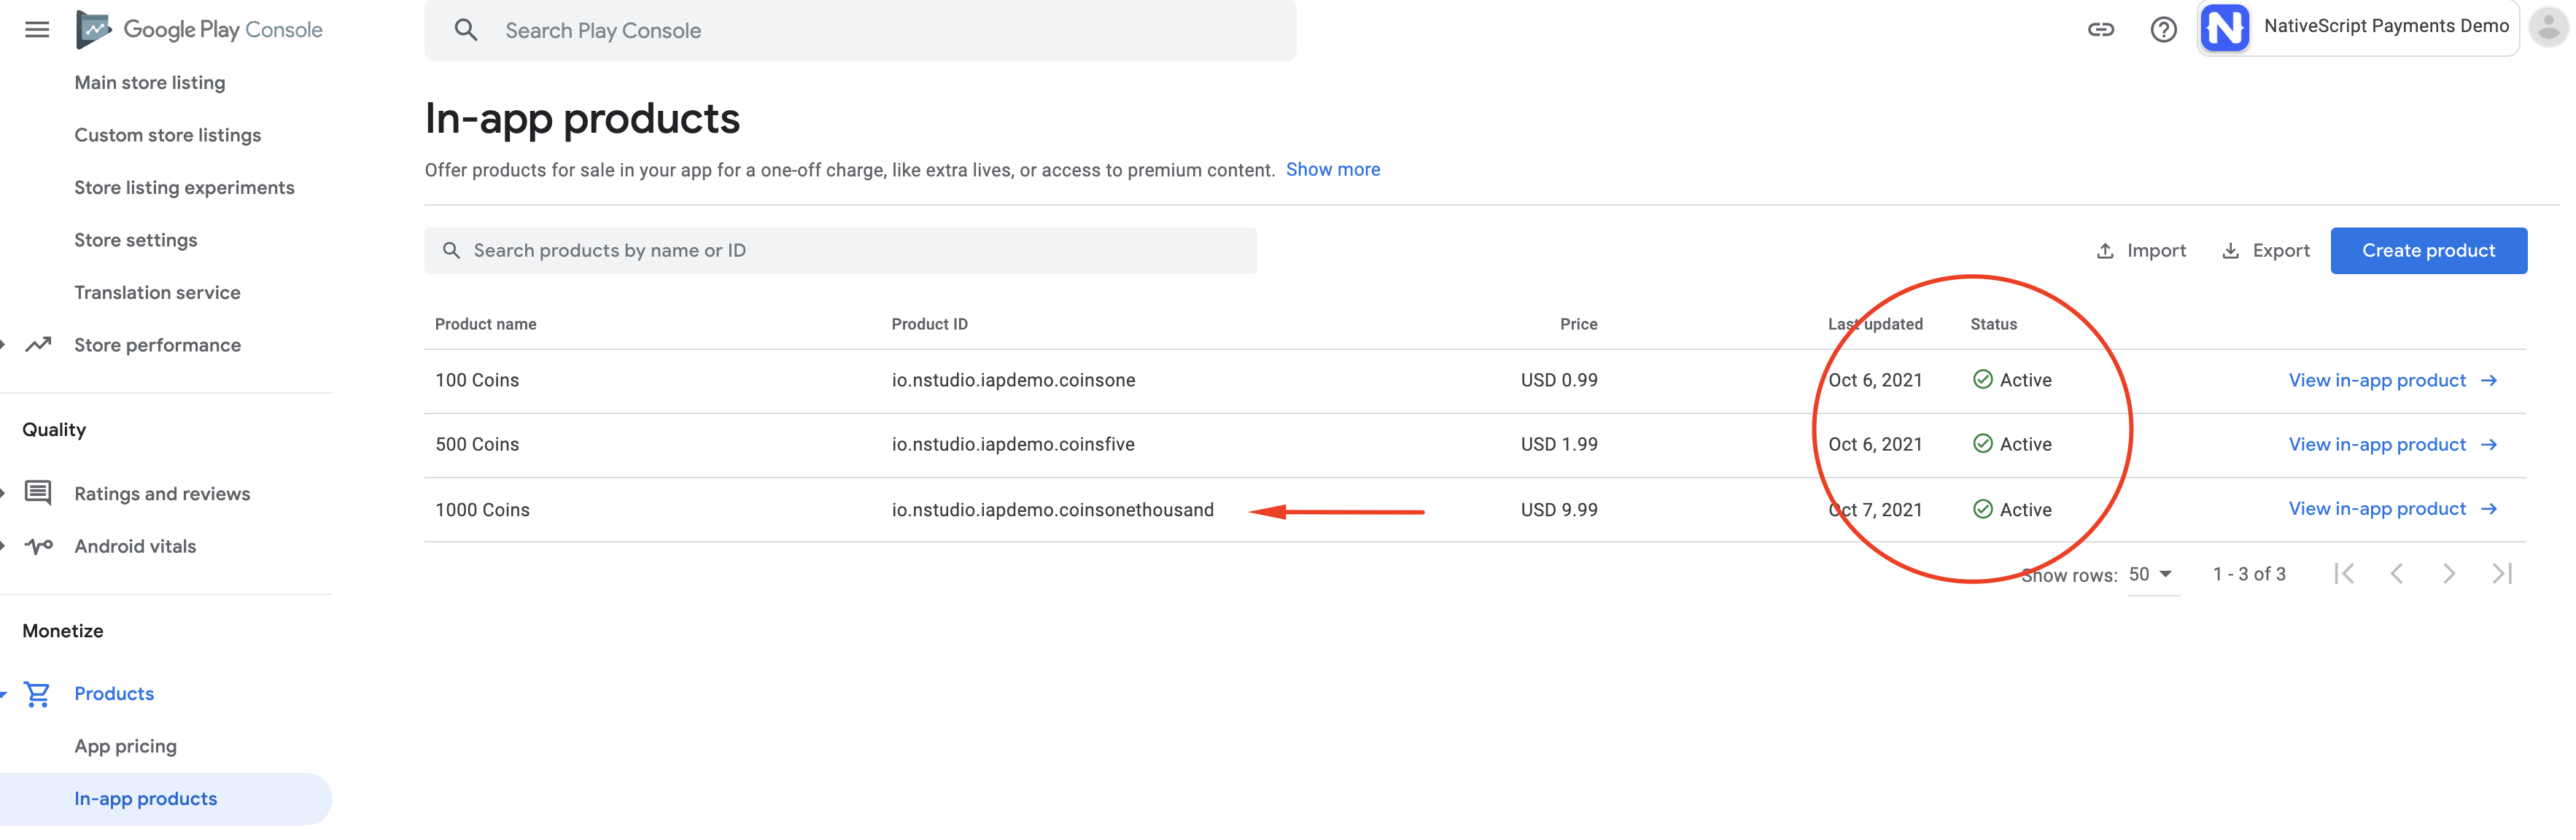 Google Play Console
Search Play Console
NativeScript Payments Demo
Main store listing
Custom store listings
Store listing experiments
Store settings
Translation service
Store performance
Quality
Ratings and reviews
Android vitals
Monetize
Products
App pricing
In-app products
In-app products
Offer products for sale in your app for a one-off charge, like extra lives, or access to premium content. Show more
Search products by name or ID
Import Export Create product
Product name Product ID Price Last updated Status
100 Coins io.nstudio.iapdemo.coinsone USD 0.99 Oct 6, 2021 Active View in-app product
500 Coins io.nstudio.iapdemo.coinsfive USD 1.99 Oct 6, 2021 Active View in-app product
1000 Coins io.nstudio.iapdemo.coinsonethousand USD 9.99 Oct 7, 2021 Active View in-app product
Show rows: 50 1 - 3 of 3